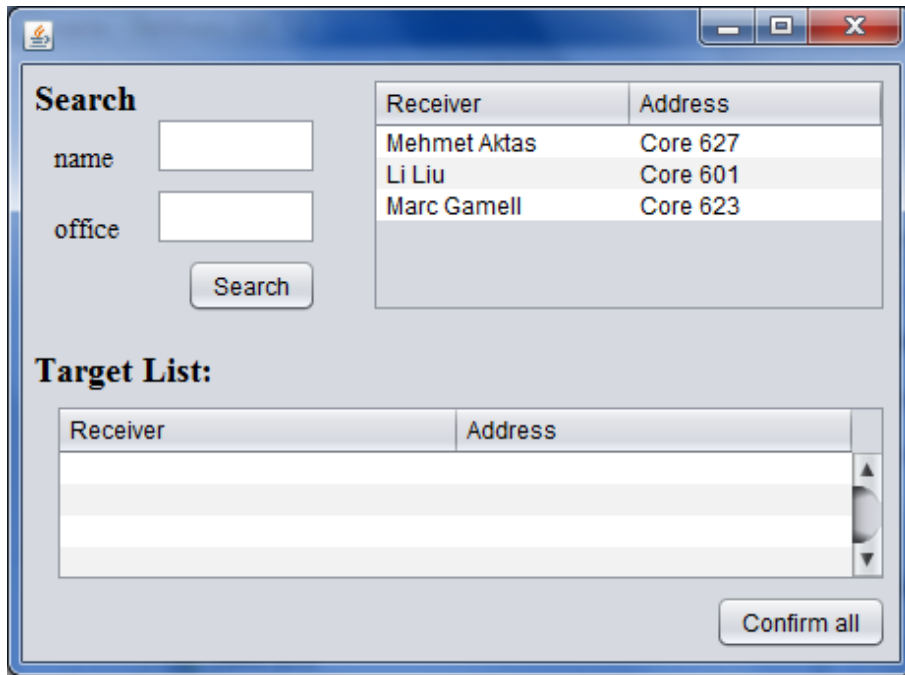 Search
name
office
Search
Receiver Address
Mehmet Aktas Core 627
Li Liu Core 601
Marc Gamell Core 623
Target List:
Receiver Address
Confirm all